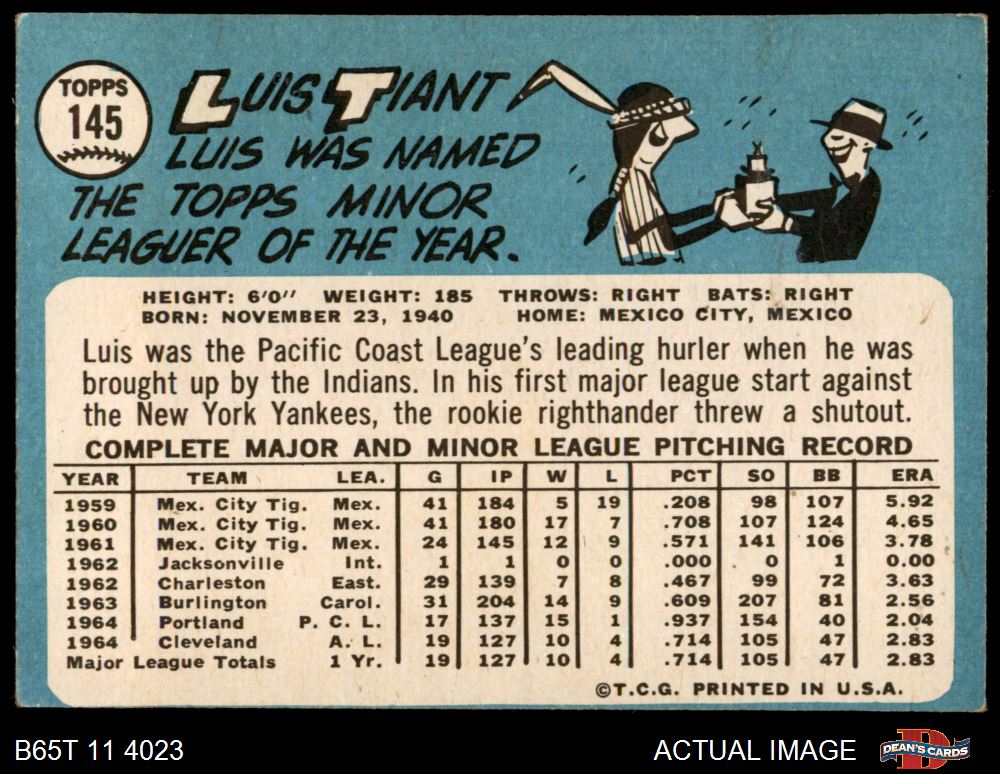 TOPPS
145
LUIS TIANT
LUIS WAS NAMED
THE TOPPS MINOR
LEAGUER OF THE YEAR.
HEIGHT: 6'0" WEIGHT: 185 THROWS: RIGHT BATS: RIGHT
BORN: NOVEMBER 23, 1940 HOME: MEXICO CITY, MEXICO
Luis was the Pacific Coast League's leading hurler when he was
brought up by the Indians. In his first major league start against
the New York Yankees, the rookie righthander threw a shutout.
COMPLETE MAJOR AND MINOR LEAGUE PITCHING RECORD
YEAR TEAM LEA. G IP W L PCT SO BB ERA
1959 Mex. City Tig. Mex. 41 184 5 19 .208 98 107 5.92
1960 Mex. City Tig. Mex. 41 180 17 7 .708 107 124 4.65
1961 Mex. City Tig. Mex. 24 145 12 9 .571 141 106 3.78
1962 Jacksonville Int. 1 1 0 0 .000 0 1 0.00
1962 Charleston East. 29 139 7 8 .467 99 72 3.63
1963 Burlington Carol. 31 204 14 9 .609 207 81 2.56
1964 Portland P. C. L. 17 137 15 1 .937 154 40 2.04
1964 Cleveland A. L. 19 127 10 4 .714 105 47 2.83
Major League Totals 1 Yr. 19 127 10 4 .714 105 47 2.83
©T.C.G. PRINTED IN U.S.A.
B65T 11 4023 ACTUAL IMAGE DEAN'S CARDS